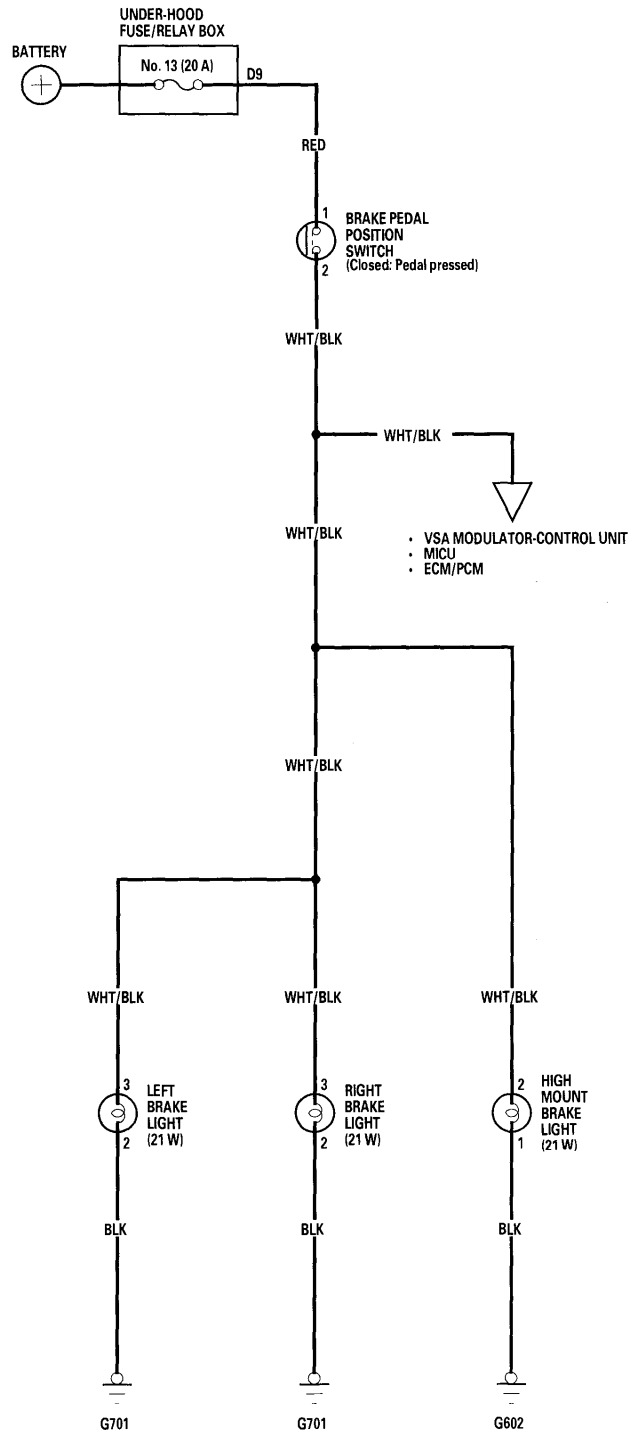 UNDER-HOOD
FUSE/RELAY BOX
BATTERY
No. 13 (20 A)
D9
RED
1
BRAKE PEDAL
POSITION
SWITCH
(Closed: Pedal pressed)
2
WHT/BLK
WHT/BLK
WHT/BLK
• VSA MODULATOR-CONTROL UNIT
• MICU
• ECM/PCM
WHT/BLK
WHT/BLK
WHT/BLK
WHT/BLK
3
LEFT
BRAKE
LIGHT
(21 W)
2
3
RIGHT
BRAKE
LIGHT
(21 W)
2
2
HIGH
MOUNT
BRAKE
LIGHT
(21 W)
1
BLK
BLK
BLK
G701
G701
G602